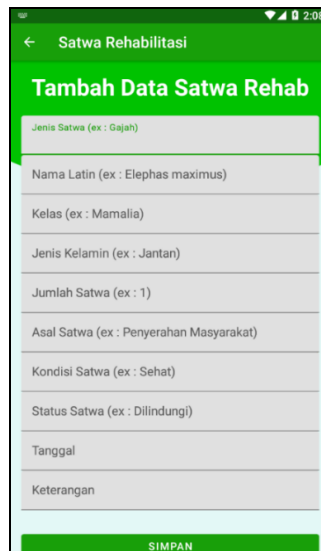 2:08
Satwa Rehabilitasi
Tambah Data Satwa Rehab
Jenis Satwa (ex : Gajah)
Nama Latin (ex : Elephas maximus)
Kelas (ex : Mamalia)
Jenis Kelamin (ex : Jantan)
Jumlah Satwa (ex : 1)
Asal Satwa (ex : Penyerahan Masyarakat)
Kondisi Satwa (ex : Sehat)
Status Satwa (ex : Dilindungi)
Tanggal
Keterangan
SIMPAN